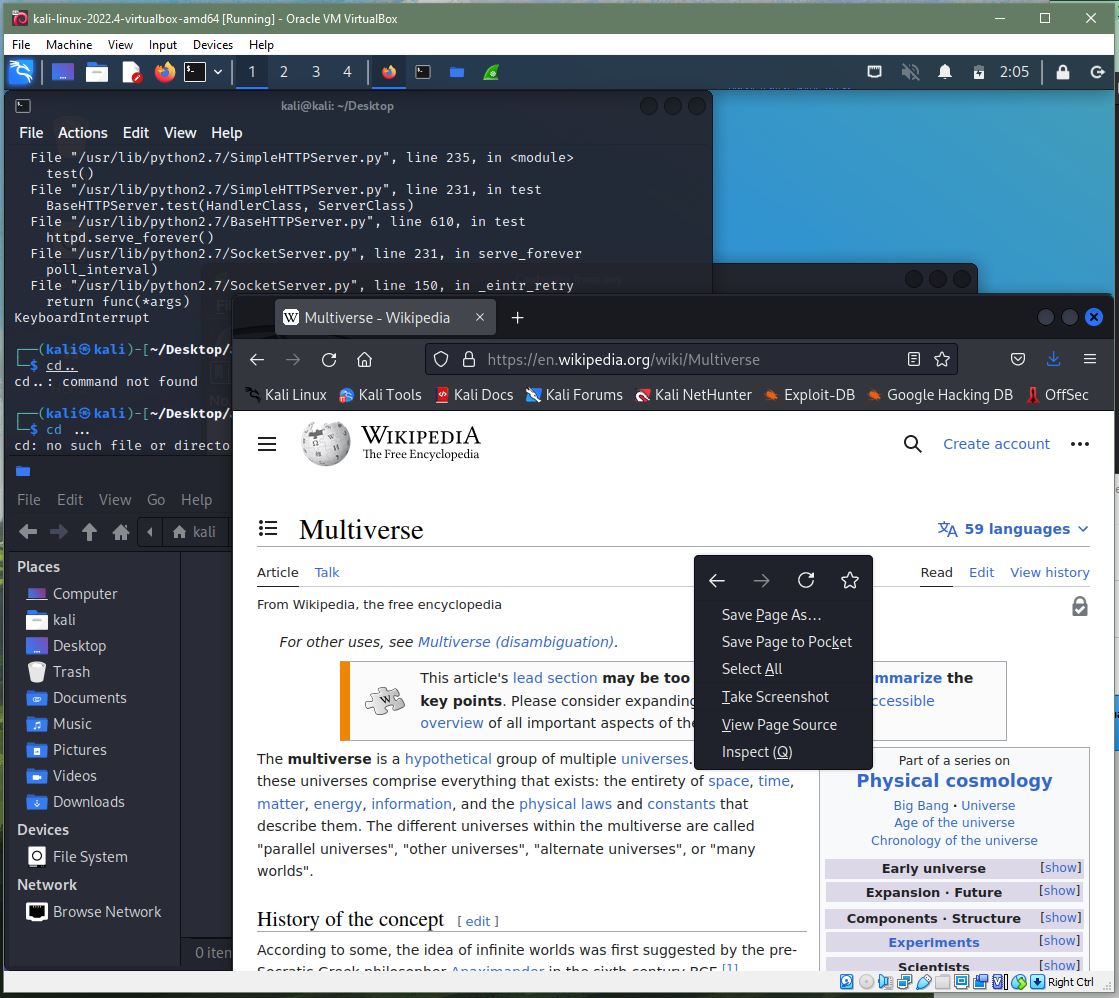 kali-linux-2022.4-virtualbox-amd64 [Running] - Oracle VM VirtualBox
File Machine View Input Devices Help
1 2 3 4 2:05
kali@kali: ~/Desktop
File Actions Edit View Help
File "/usr/lib/python2.7/SimpleHTTPServer.py", line 235, in <module>
test()
File "/usr/lib/python2.7/SimpleHTTPServer.py", line 231, in test
BaseHTTPServer.test(HandlerClass, ServerClass)
File "/usr/lib/python2.7/BaseHTTPServer.py", line 610, in test
httpd.serve_forever()
File "/usr/lib/python2.7/SocketServer.py", line 231, in serve_forever
poll_interval)
File "/usr/lib/python2.7/SocketServer.py", line 150, in _eintr_retry
return func(*args)
KeyboardInterrupt
┌──(kali㉿kali)-[~/Desktop/
└─$ cd..
cd..: command not found
┌──(kali㉿kali)-[~/Desktop/
└─$ cd ...
cd: no such file or directo
File Edit View Go Help
kali
Places
Computer
kali
Desktop
Trash
Documents
Music
Pictures
Videos
Downloads
Devices
File System
Network
Browse Network
0 iten
Multiverse - Wikipedia
https://en.wikipedia.org/wiki/Multiverse
Kali Linux Kali Tools Kali Docs Kali Forums Kali NetHunter Exploit-DB Google Hacking DB OffSec
WIKIPEDIA
The Free Encyclopedia
Create account
Multiverse
59 languages
Article Talk
Read Edit View history
From Wikipedia, the free encyclopedia
For other uses, see Multiverse (disambiguation).
This article's lead section may be too mmarize the
key points. Please consider expanding ccessible
overview of all important aspects of the
Save Page As…
Save Page to Pocket
Select All
Take Screenshot
View Page Source
Inspect (Q)
The multiverse is a hypothetical group of multiple universes.
these universes comprise everything that exists: the entirety of space, time,
matter, energy, information, and the physical laws and constants that
describe them. The different universes within the multiverse are called
"parallel universes", "other universes", "alternate universes", or "many
worlds".
History of the concept [ edit ]
According to some, the idea of infinite worlds was first suggested by the pre-
Socratic Greek philosopher Anaximander in the sixth century BCE.[1]
Part of a series on
Physical cosmology
Big Bang · Universe
Age of the universe
Chronology of the universe
Early universe [show]
Expansion · Future [show]
Components · Structure [show]
Experiments [show]
Scientists [show]
Right Ctrl